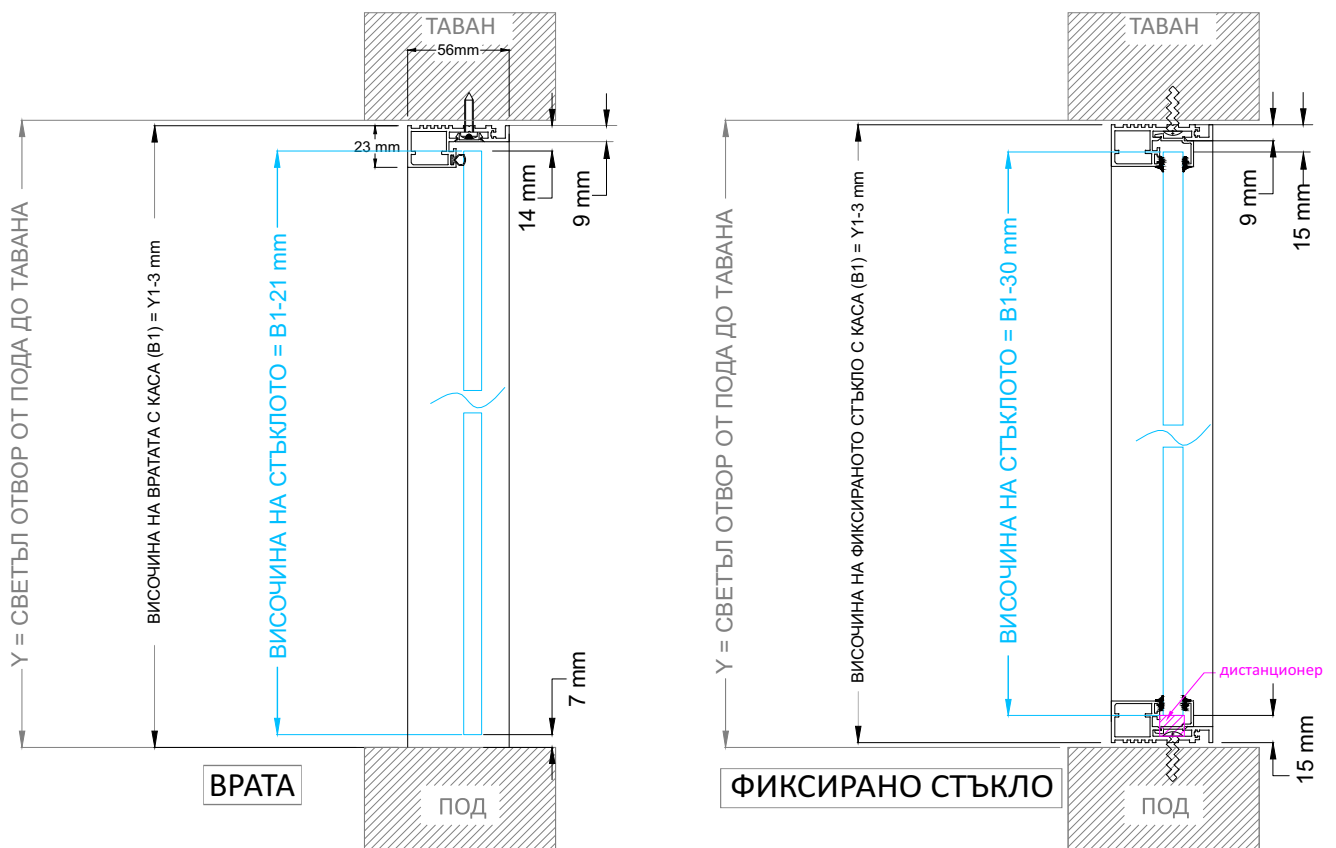 ТАВАН
56mm
23 mm
14 mm
9 mm
Y = СВЕТЪЛ ОТВОР ОТ ПОДА ДО ТАВАНА
ВИСОЧИНА НА ВРАТАТА С КАСА (B1) = Y1-3 mm
ВИСОЧИНА НА СТЪКЛОТО = B1-21 mm
7 mm
ВРАТА
ПОД
ТАВАН
9 mm
15 mm
Y = СВЕТЪЛ ОТВОР ОТ ПОДА ДО ТАВАНА
ВИСОЧИНА НА ФИКСИРАНОТО СТЪКЛО С КАСА (B1) = Y1-3 mm
ВИСОЧИНА НА СТЪКЛОТО = B1-30 mm
дистанционер
15 mm
ФИКСИРАНО СТЪКЛО
ПОД